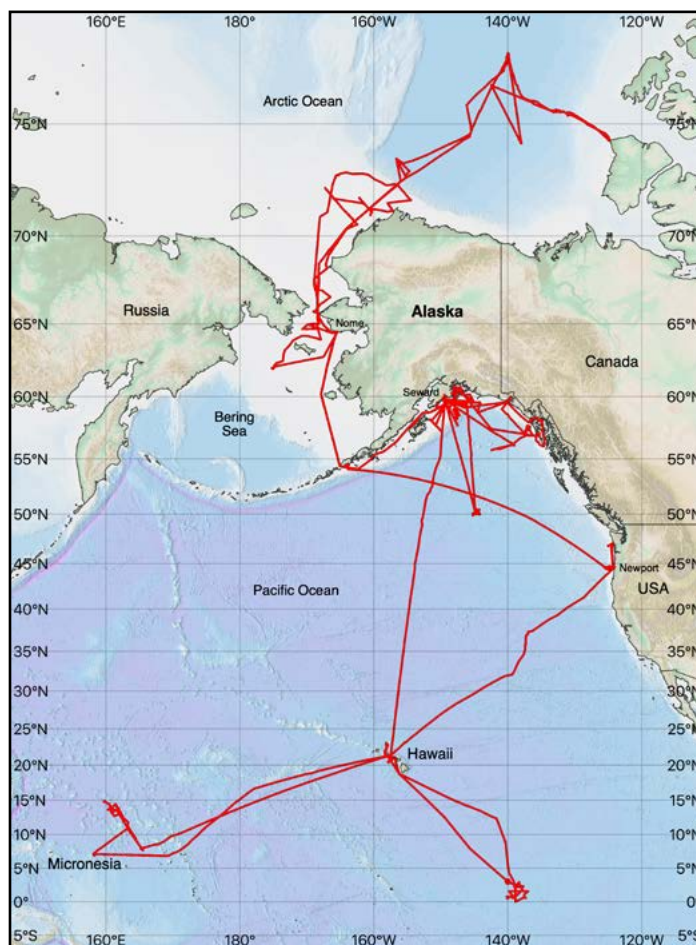 160°E
180°
160°W
140°W
120°W
Arctic Ocean
75°N
75°N
70°N
70°N
Russia
Alaska
65°N
Nome
65°N
Canada
60°N
Seward
60°N
Bering
Sea
55°N
55°N
50°N
50°N
45°N
Newport
45°N
Pacific Ocean
USA
40°N
40°N
35°N
35°N
30°N
30°N
25°N
25°N
20°N
Hawaii
20°N
15°N
15°N
10°N
10°N
Micronesia
5°N
5°N
0°
0°
5°S
160°E
180°
160°W
140°W
120°W
5°S